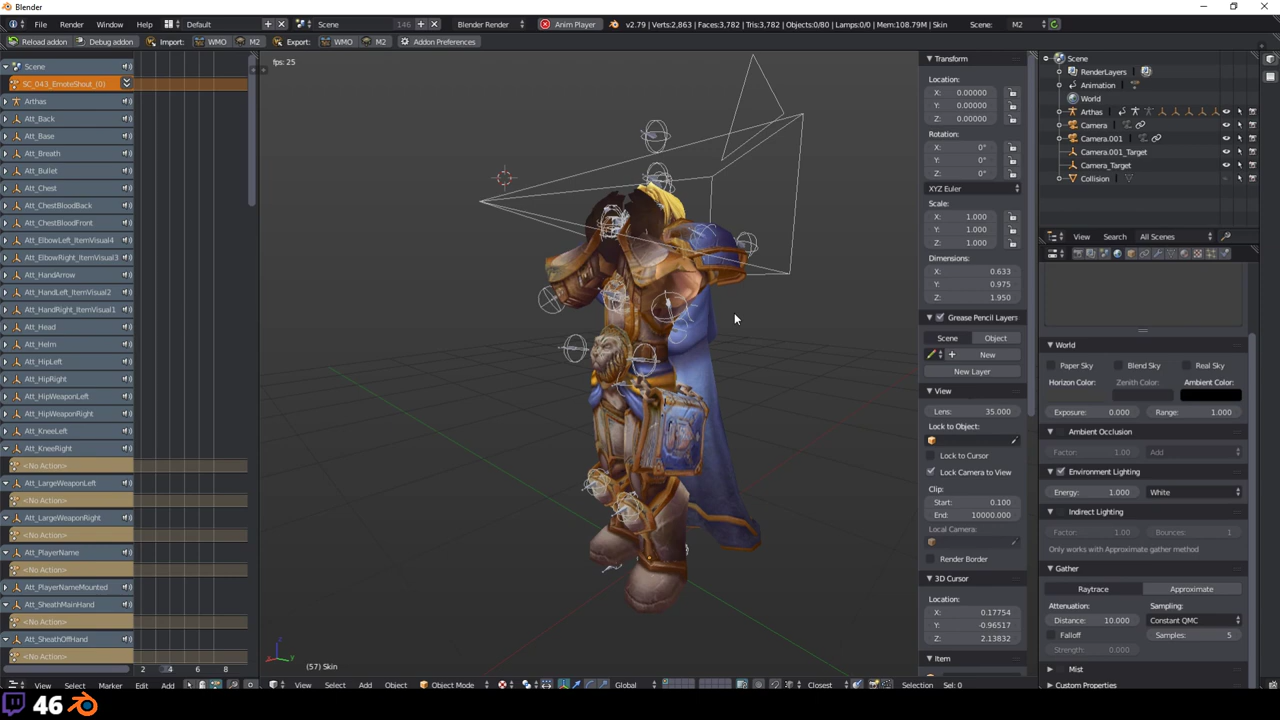 Blender
File Render Window Help Default Scene 146 Blender Render Anim Player v2.79 | Verts:2,863 | Faces:3,782 | Tris:3,782 | Objects:0/80 | Lamps:0/0 | Mem:108.79M | Skin Scene: M2
Reload addon Debug addon Import: WMO M2 Export: WMO M2 Addon Preferences
Scene
SC_043_EmoteShout_(0)
Arthas
Att_Back
Att_Base
Att_Breath
Att_Bullet
Att_Chest
Att_ChestBloodBack
Att_ChestBloodFront
Att_ElbowLeft_ItemVisual4
Att_ElbowRight_ItemVisual3
Att_HandArrow
Att_HandLeft_ItemVisual2
Att_HandRight_ItemVisual1
Att_Head
Att_Helm
Att_HipLeft
Att_HipRight
Att_HipWeaponLeft
Att_HipWeaponRight
Att_KneeLeft
Att_KneeRight
<No Action>
Att_LargeWeaponLeft
<No Action>
Att_LargeWeaponRight
<No Action>
Att_PlayerName
<No Action>
Att_PlayerNameMounted
Att_SheathMainHand
<No Action>
Att_SheathOffHand
<No Action>
2 4 6 8
View Select Marker Edit Add
fps: 25
(57) Skin
View Select Add Object Object Mode Global Closest Selection Sel: 0
Transform
Location:
X: 0.00000
Y: 0.00000
Z: 0.00000
Rotation:
X: 0°
Y: 0°
Z: 0°
XYZ Euler
Scale:
X: 1.000
Y: 1.000
Z: 1.000
Dimensions:
X: 0.633
Y: 0.975
Z: 1.950
Grease Pencil Layers
Scene Object
New
New Layer
View
Lens: 35.000
Lock to Object:
Lock to Cursor
Lock Camera to View
Clip:
Start: 0.100
End: 10000.000
Local Camera:
Render Border
3D Cursor
Location:
X: 0.17754
Y: -0.96517
Z: 2.13832
Item
Scene
RenderLayers
Animation
World
Arthas
Camera
Camera.001
Camera.001_Target
Camera_Target
Collision
View Search All Scenes
World
Paper Sky Blend Sky Real Sky
Horizon Color: Zenith Color: Ambient Color:
Exposure: 0.000 Range: 1.000
Ambient Occlusion
Factor: 1.00 Add
Environment Lighting
Energy: 1.000 White
Indirect Lighting
Factor: 1.00 Bounces: 1
Only works with Approximate gather method
Gather
Raytrace Approximate
Attenuation: Sampling:
Distance: 10.000 Constant QMC
Falloff Samples: 5
Strength: 0.000
Mist
Custom Properties
46